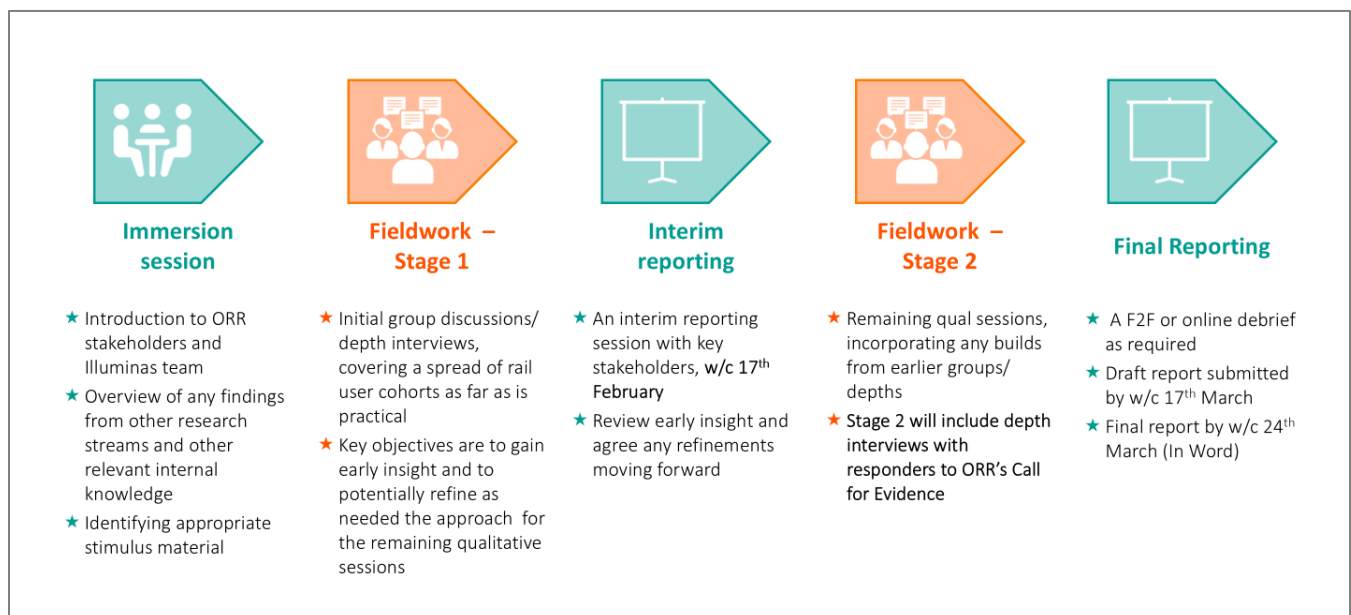 Immersion
session
★ Introduction to ORR
stakeholders and
Illuminas team
★ Overview of any findings
from other research
streams and other
relevant internal
knowledge
★ Identifying appropriate
stimulus material
Fieldwork –
Stage 1
★ Initial group discussions/
depth interviews,
covering a spread of rail
user cohorts as far as is
practical
★ Key objectives are to gain
early insight and to
potentially refine as
needed the approach for
the remaining qualitative
sessions
Interim
reporting
★ An interim reporting
session with key
stakeholders, w/c 17th
February
★ Review early insight and
agree any refinements
moving forward
Fieldwork –
Stage 2
★ Remaining qual sessions,
incorporating any builds
from earlier groups/
depths
★ Stage 2 will include depth
interviews with
responders to ORR's Call
for Evidence
Final Reporting
★ A F2F or online debrief
as required
★ Draft report submitted
by w/c 17th March
★ Final report by w/c 24th
March (In Word)